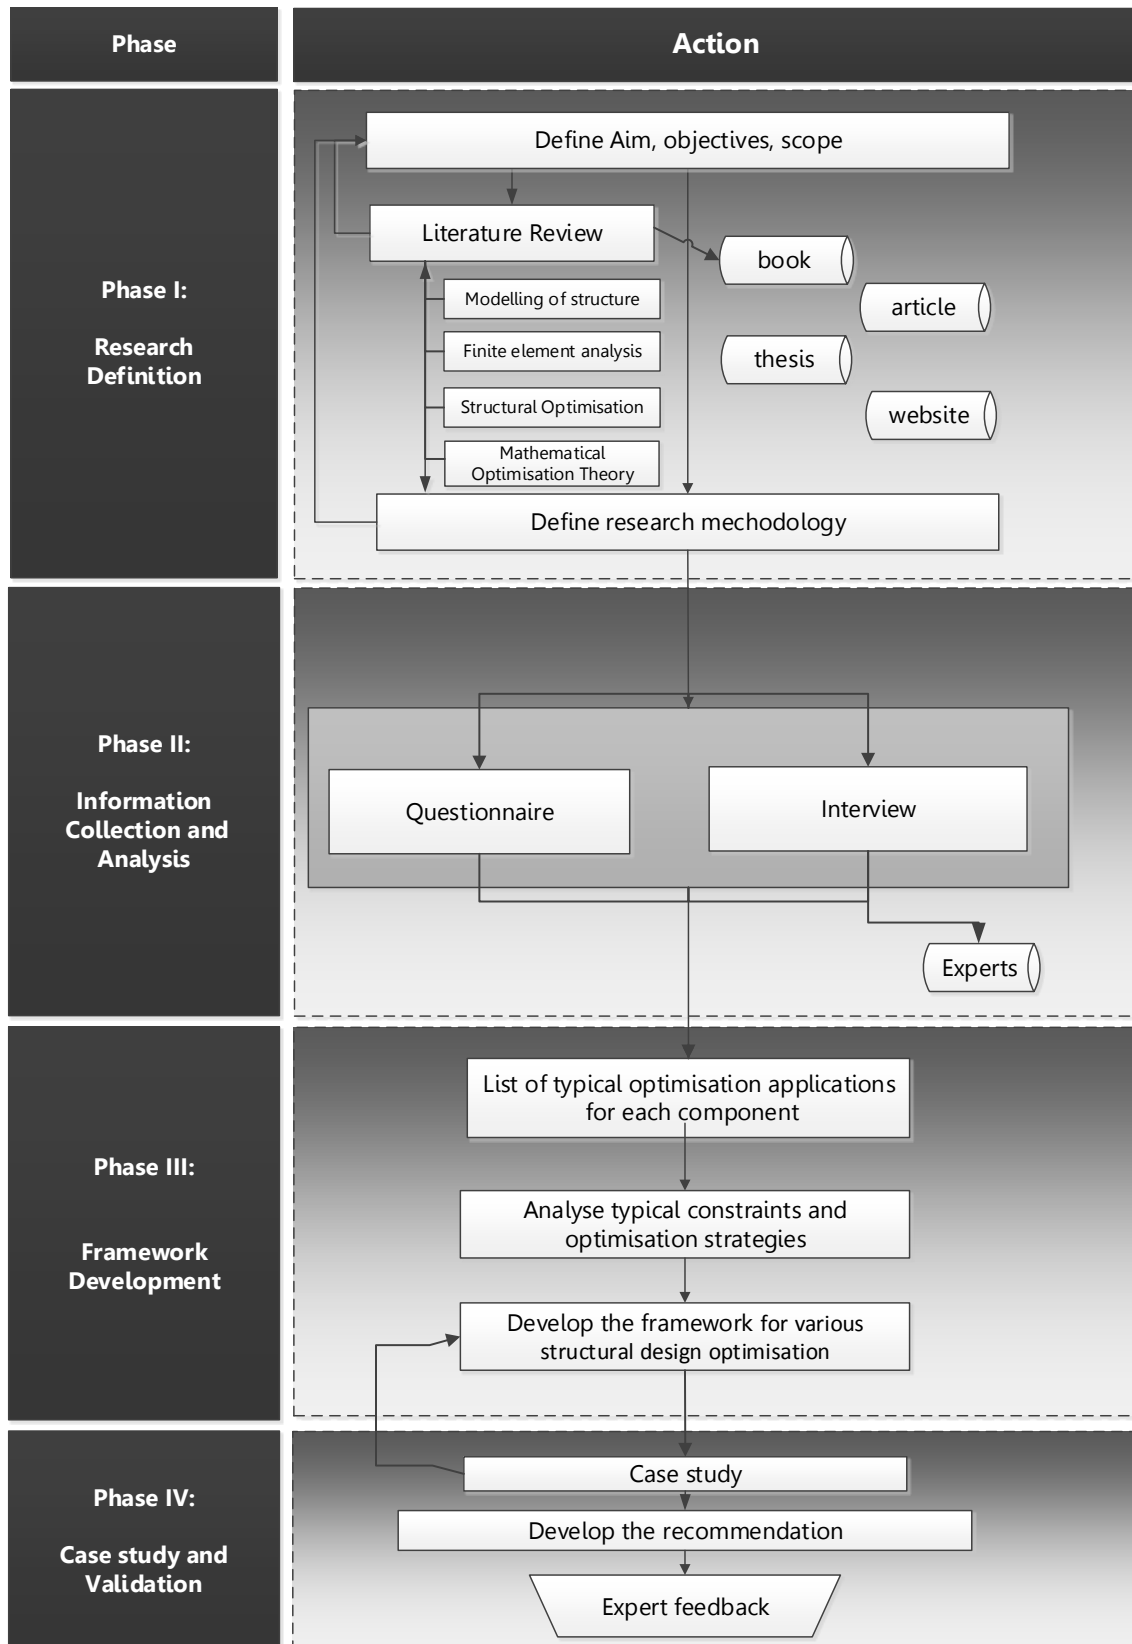 Phase
Action
Phase I:
Research
Definition
Define Aim, objectives, scope
Literature Review
book
Modelling of structure
article
Finite element analysis
thesis
Structural Optimisation
website
Mathematical
Optimisation Theory
Define research mechodology
Phase II:
Information
Collection and
Analysis
Questionnaire
Interview
Experts
Phase III:
Framework
Development
List of typical optimisation applications
for each component
Analyse typical constraints and
optimisation strategies
Develop the framework for various
structural design optimisation
Phase IV:
Case study and
Validation
Case study
Develop the recommendation
Expert feedback